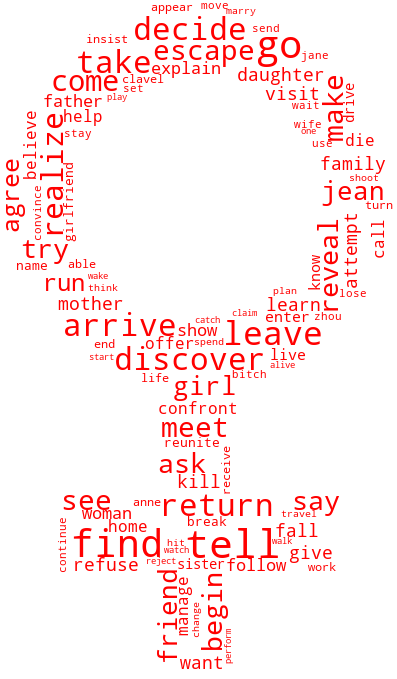 appear
move
marry
decide
send
go
insist
jane
escape
take
explain
daughter
come
clavel
set
visit
make
drive
father
play
wait
help
believe
realize
stay
wife
one
use
die
agree
convince
girlfriend
family
shoot
jean
turn
try
reveal
attempt
call
name
able
run
wake
think
know
plan
lose
mother
learn
enter
zhou
arrive
catch
claim
show
spend
leave
end
offer
start
discover
live
alive
life
girl
bitch
confront
meet
reunite
ask
receive
kill
see
anne
return
say
woman
travel
continue
home
break
fall
find
tell
hit
watch
walk
give
refuse
reject
sister
follow
work
friend
manage
change
begin
perform
want